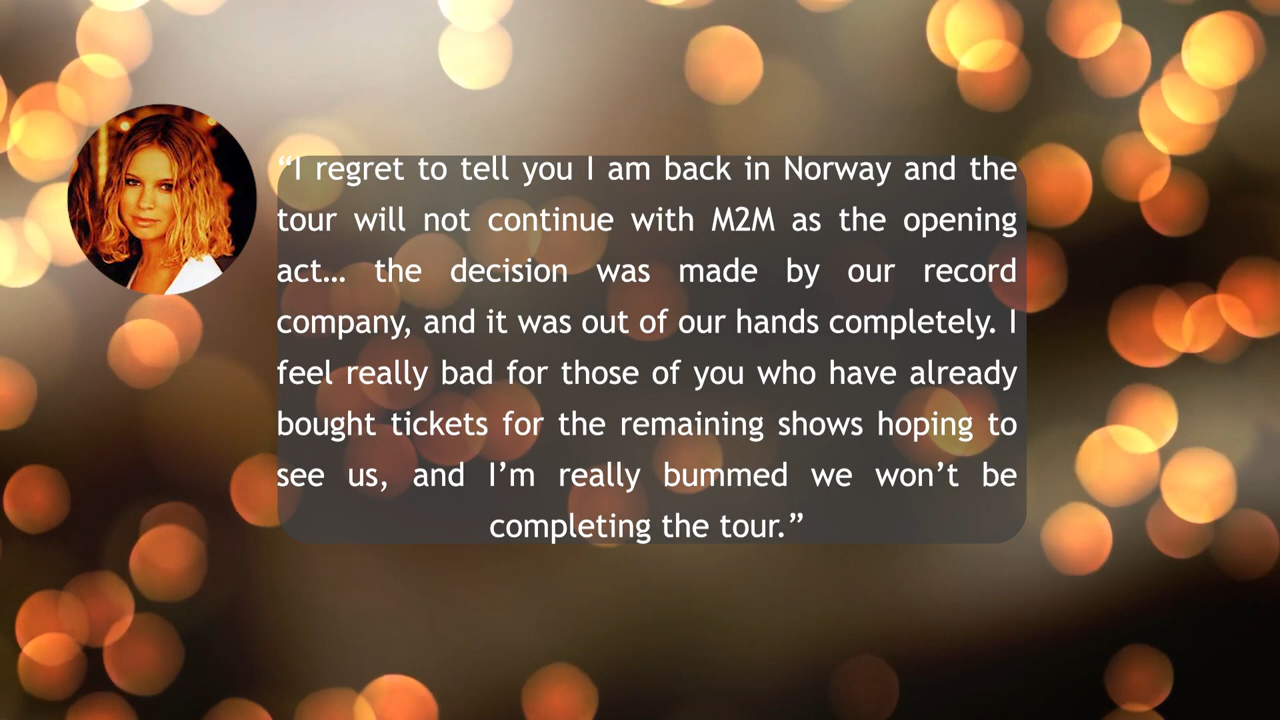 “I regret to tell you I am back in Norway and the
tour will not continue with M2M as the opening
act... the decision was made by our record
company, and it was out of our hands completely. I
feel really bad for those of you who have already
bought tickets for the remaining shows hoping to
see us, and I’m really bummed we won’t be
completing the tour.”